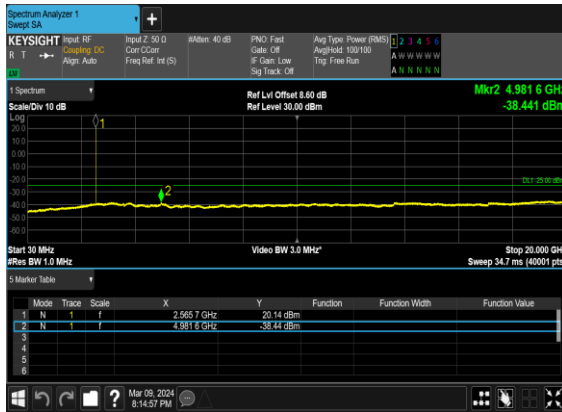 Spectrum Analyzer 1
Swept SA
+
KEYSIGHT Input: RF Input Z: 50 Ω #Atten: 40 dB PNO: Fast Avg Type: Power (RMS) 1 2 3 4 5 6
R T Coupling: DC Corr CCorr Gate: Off Avg|Hold: 100/100 A W W W W W
Align: Auto Freq Ref: Int (S) IF Gain: Low Trig: Free Run
LXI Sig Track: Off A N N N N N
1 Spectrum Ref Lvl Offset 8.60 dB Mkr2 4.981 6 GHz
Scale/Div 10 dB Ref Level 30.00 dBm -38.441 dBm
Log
20.0
10.0
0.00
-10.0
-20.0
-30.0
-40.0
-50.0
-60.0
1
2
DL1 -25.00 dBm
Start 30 MHz Video BW 3.0 MHz* Stop 20.000 GH
#Res BW 1.0 MHz Sweep 34.7 ms (40001 pts
5 Marker Table
Mode Trace Scale X Y Function Function Width Function Value
1 N 1 f 2.565 7 GHz 20.14 dBm
2 N 1 f 4.981 6 GHz -38.44 dBm
3
4
5
6
? Mar 09, 2024
8:14:57 PM